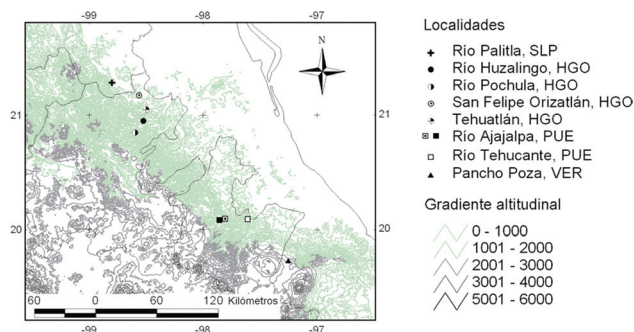 -99 -98 -97
N
21 21
20 20
60 0 60 120 Kilómetros
-99 -98 -97
Localidades
Río Palitla, SLP
Río Huzalingo, HGO
Río Pochula, HGO
San Felipe Orizatlán, HGO
Tehuatlán, HGO
Río Ajajalpa, PUE
Río Tehucante, PUE
Pancho Poza, VER
Gradiente altitudinal
0 - 1000
1001 - 2000
2001 - 3000
3001 - 4000
5001 - 6000